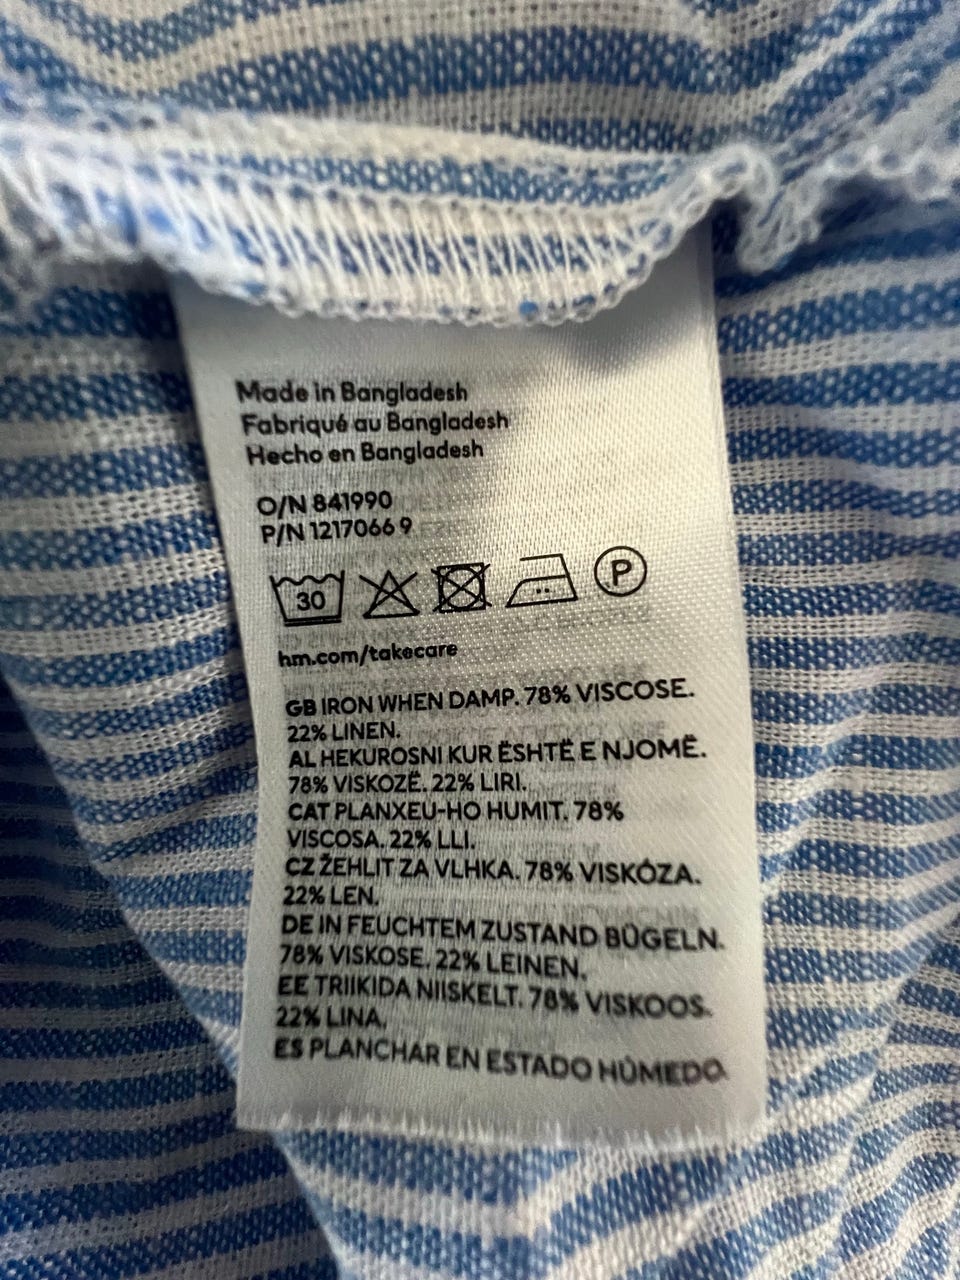 Made in Bangladesh
Fabriqué au Bangladesh
Hecho en Bangladesh
O/N 841990
P/N 1217066 9
30 P
hm.com/takecare
GB IRON WHEN DAMP. 78% VISCOSE.
22% LINEN.
AL HEKUROSNI KUR ËSHTË E NJOMË.
78% VISKOZË. 22% LIRI.
CAT PLANXEU-HO HUMIT. 78%
VISCOSA. 22% LLI.
CZ ŽEHLIT ZA VLHKA. 78% VISKÓZA.
22% LEN.
DE IN FEUCHTEM ZUSTAND BÜGELN.
78% VISKOSE. 22% LEINEN.
EE TRIIKIDA NIISKELT. 78% VISKOOS.
22% LINA.
ES PLANCHAR EN ESTADO HÚMEDO.